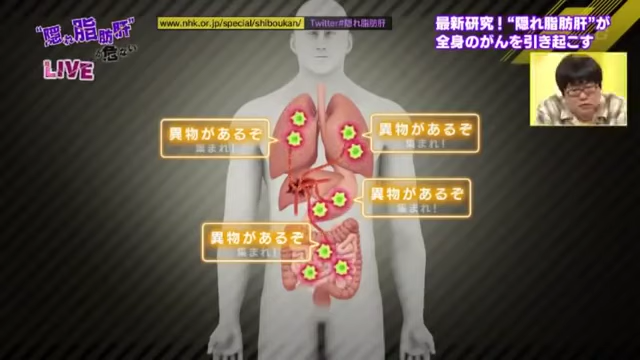 "隠れ脂肪肝"
が危ない
LIVE
www.nhk.or.jp/special/shiboukan/
Twitter#隠れ脂肪肝
最新研究！“隠れ脂肪肝”が
全身のがんを引き起こす
異物があるぞ
集まれ！
異物があるぞ
集まれ！
異物があるぞ
集まれ！
異物があるぞ
集まれ！